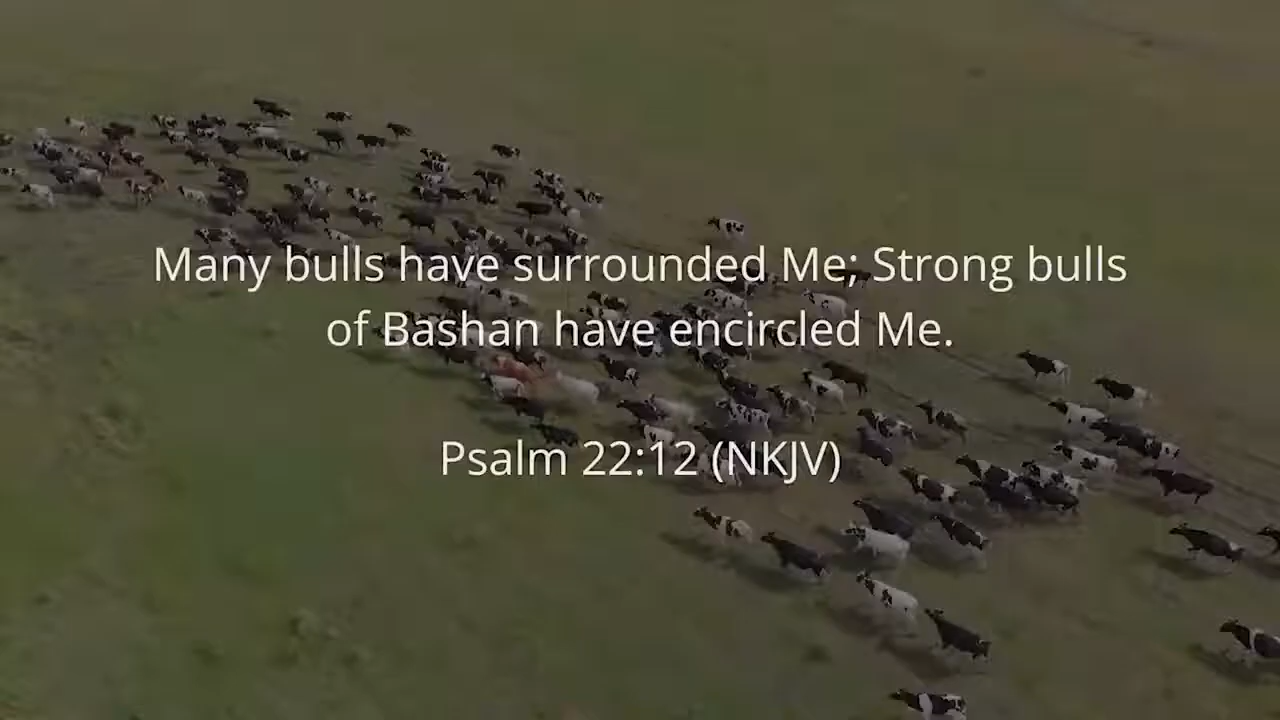 Many bulls have surrounded Me; Strong bulls
of Bashan have encircled Me.
Psalm 22:12 (NKJV)